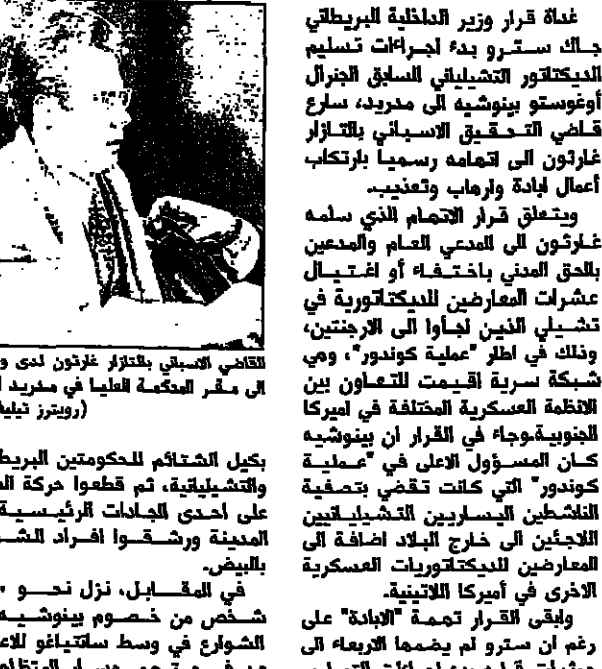 غداة قرار وزير الداخلية البريطاني
جاك سترو بدء اجراءات تسليم
الديكتاتور التشيلياني السابق الجنرال
أوغوستو بينوشيه الى مدريد، سارع
قاضي التحقيق الاسباني بالتازار
غارثون الى اتهامه رسميا بارتكاب
أعمال ابادة وارهاب وتعذيب.
ويتعلق قرار الاتهام الذي سلمه
غارثون الى المدعي العام والمدعين
بالحق المدني باختفاء أو اغتيال
عشرات المعارضين للديكتاتورية في
تشيلي الذين لجأوا الى الارجنتين،
وذلك في اطار "عملية كوندور"، وهي
شبكة سرية اقيمت للتعاون بين
الانظمة العسكرية المختلفة في اميركا
الجنوبية.وجاء في القرار ان بينوشيه
كان المسؤول الاعلى في "عملية
كوندور" التي كانت تقضي بتصفية
الناشطين اليساريين التشيليانيين
اللاجئين الى خارج البلاد اضافة الى
المعارضين للديكتاتوريات العسكرية
الاخرى في أميركا اللاتينية.
وابقى القرار تهمة "الابادة" على
رغم ان سترو لم يضمها الاربعاء الى
القاضي الاسباني بالتازار غارثون لدى و
الى مقر المحكمة العليا في مدريد ا
(رويترز تيليف
بكيل الشتائم للحكومتين البريط
والتشيليانية، ثم قطعوا حركة ال
على احدى الجادات الرئيسية
المدينة ورشقوا افراد الش
بالبيض.
في المقابل، نزل نحو
شخص من خصوم بينوشيه
الشوارع في وسط سانتياغو للاع